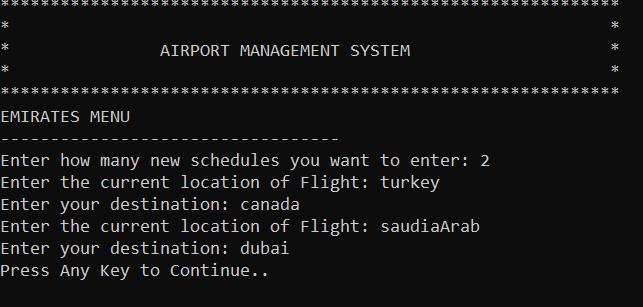 **************************************************************
*                                                            *
*               AIRPORT MANAGEMENT SYSTEM                    *
*                                                            *
**************************************************************
EMIRATES MENU
----------------------------------
Enter how many new schedules you want to enter: 2
Enter the current location of Flight: turkey
Enter your destination: canada
Enter the current location of Flight: saudiaArab
Enter your destination: dubai
Press Any Key to Continue..